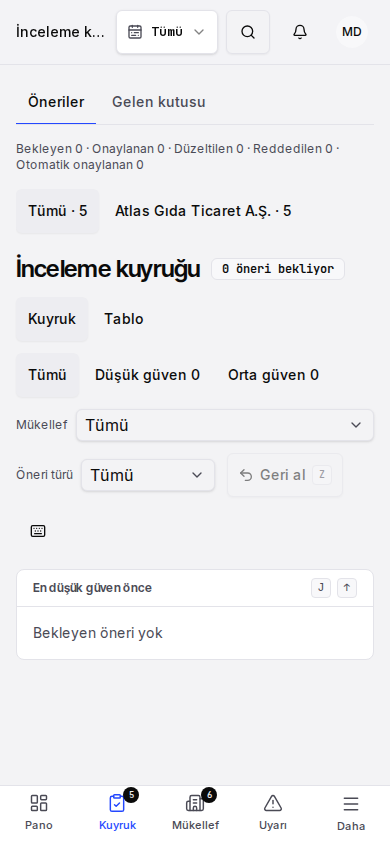 İnceleme k...
Tümü
MD
Öneriler
Gelen kutusu
Bekleyen 0 · Onaylanan 0 · Düzeltilen 0 · Reddedilen 0 ·
Otomatik onaylanan 0
Tümü · 5
Atlas Gıda Ticaret A.Ş. · 5
İnceleme kuyruğu
0 öneri bekliyor
Kuyruk
Tablo
Tümü
Düşük güven 0
Orta güven 0
Mükellef
Tümü
Öneri türü
Tümü
Geri al
Z
En düşük güven önce
J
↑
Bekleyen öneri yok
5
6
Pano
Kuyruk
Mükellef
Uyarı
Daha